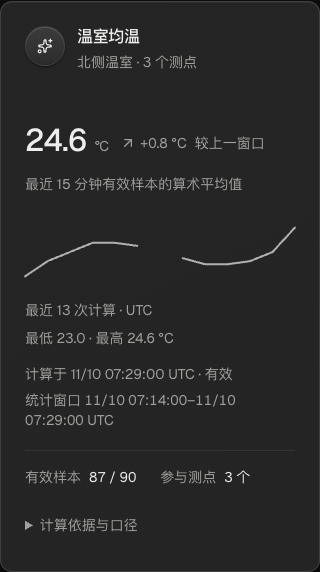 温室均温
北侧温室 · 3 个测点
24.6 °C ↗ +0.8 °C 较上一窗口
最近 15 分钟有效样本的算术平均值
最近 13 次计算 · UTC
最低 23.0 · 最高 24.6 °C
计算于 11/10 07:29:00 UTC · 有效
统计窗口 11/10 07:14:00–11/10
07:29:00 UTC
有效样本 87 / 90 参与测点 3 个
▶ 计算依据与口径